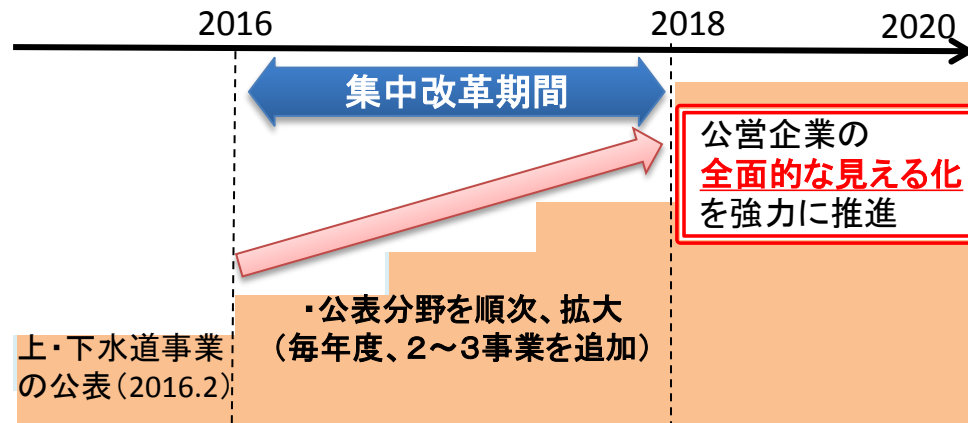 2016
2018
2020
集中改革期間
公営企業の
全面的な見える化
を強力に推進
・公表分野を順次、拡大
（毎年度、２～３事業を追加）
上・下水道事業
の公表（2016.2）